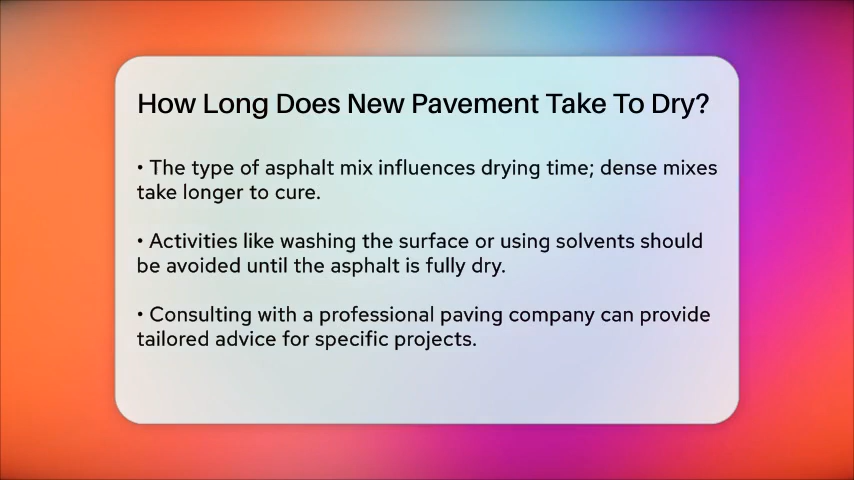 How Long Does New Pavement Take To Dry?
• The type of asphalt mix influences drying time; dense mixes
take longer to cure.
• Activities like washing the surface or using solvents should
be avoided until the asphalt is fully dry.
• Consulting with a professional paving company can provide
tailored advice for specific projects.